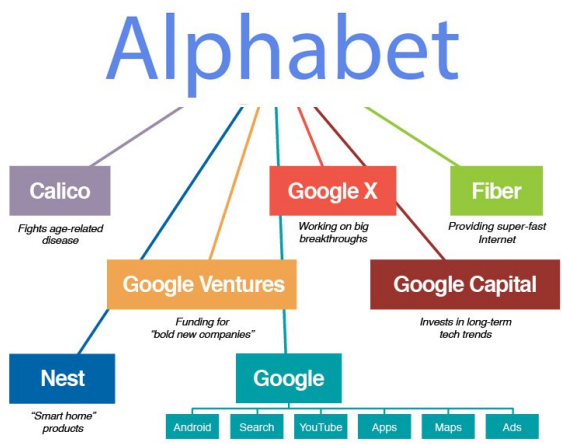 Alphabet
Calico
Fights age-related
disease
Google X
Working on big
breakthroughs
Fiber
Providing super-fast
Internet
Google Ventures
Funding for
"bold new companies"
Google Capital
Invests in long-term
tech trends
Nest
"Smart home"
products
Google
Android
Search
YouTube
Apps
Maps
Ads